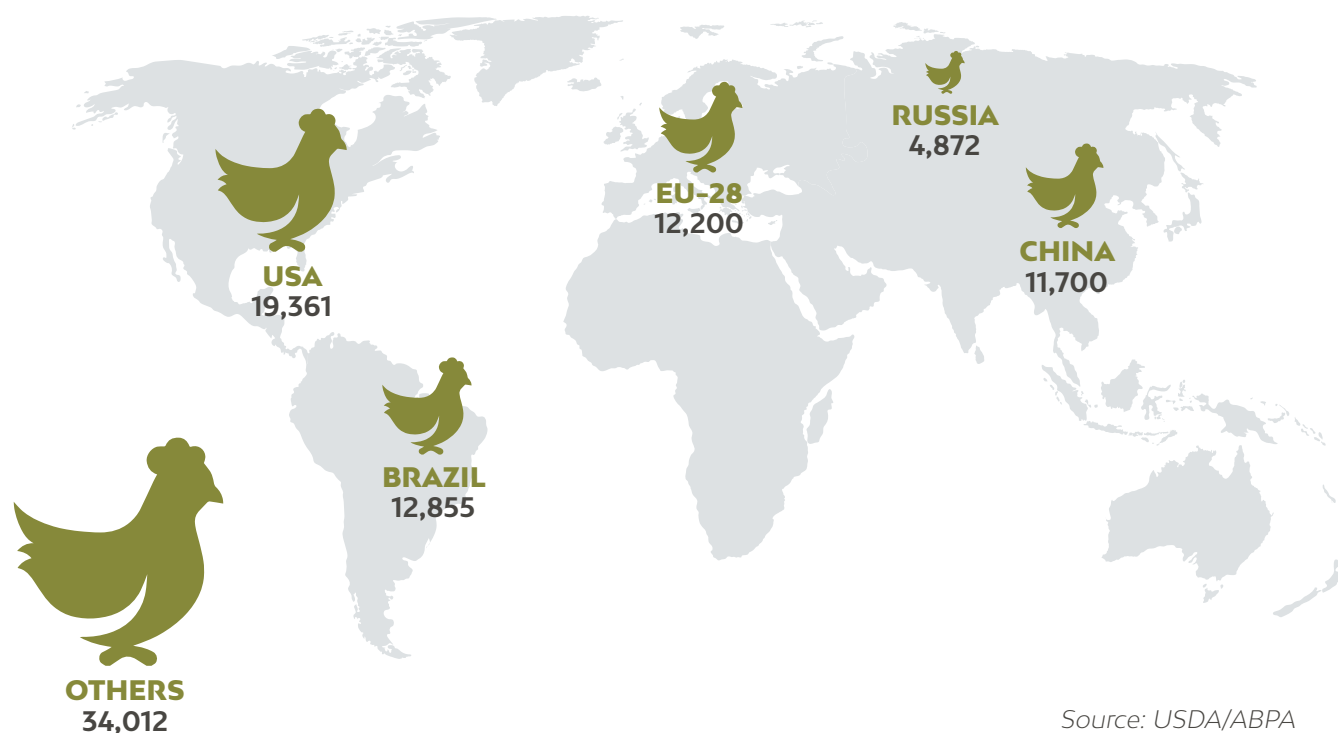 RUSSIA
4,872
EU-28
12,200
CHINA
11,700
USA
19,361
BRAZIL
12,855
OTHERS
34,012
Source: USDA/ABPA